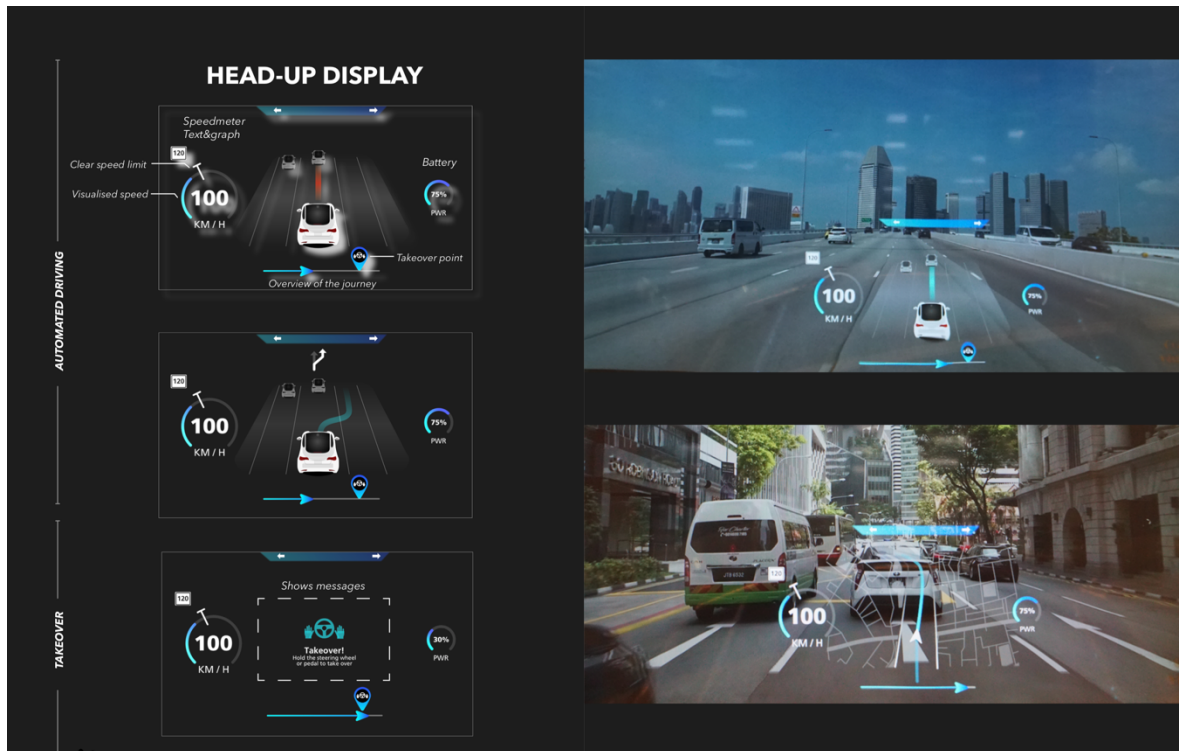 HEAD-UP DISPLAY
AUTOMATED DRIVING
Speedmeter
Text&graph
Clear speed limit
Visualised speed
120
100
KM / H
Battery
75%
PWR
Takeover point
Overview of the journey
120
100
KM / H
75%
PWR
TAKEOVER
Shows messages
120
100
KM / H
Takeover!
Hold the steering wheel
or pedal to take over
30%
PWR
120
100
KM / H
75%
PWR
120
100
KM / H
75%
PWR